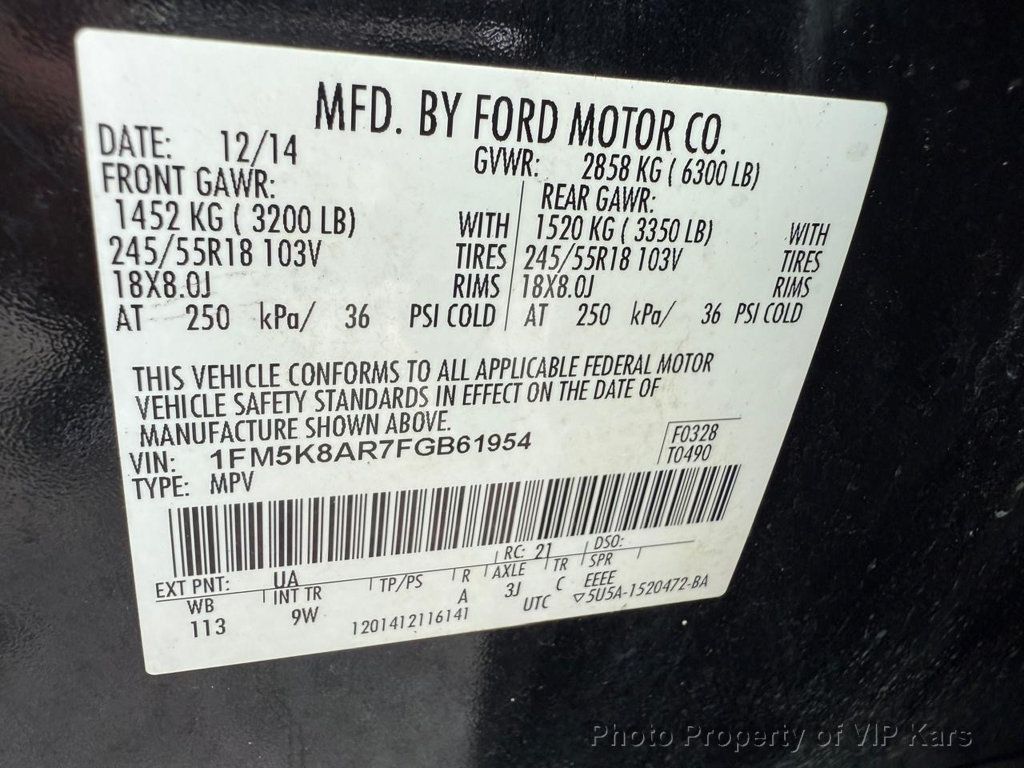 MFD. BY FORD MOTOR CO.
DATE: 12/14 GVWR: 2858 KG ( 6300 LB)
FRONT GAWR: REAR GAWR:
1452 KG ( 3200 LB) WITH 1520 KG ( 3350 LB) WITH
245/55R18 103V TIRES 245/55R18 103V TIRES
18X8.0J RIMS 18X8.0J RIMS
AT 250 kPa/ 36 PSI COLD AT 250 kPa/ 36 PSI COLD
THIS VEHICLE CONFORMS TO ALL APPLICABLE FEDERAL MOTOR
VEHICLE SAFETY STANDARDS IN EFFECT ON THE DATE OF
MANUFACTURE SHOWN ABOVE.
VIN: 1FM5K8AR7FGB61954 F0328
TYPE: MPV T0490
EXT PNT: UA RC: 21 DSO:
WB INT TR TP/PS R AXLE TR SPR
113 9W A 3J C EEEE
1201412116141 UTC ▽5U5A-1520472-BA
Photo Property of VIP Kars